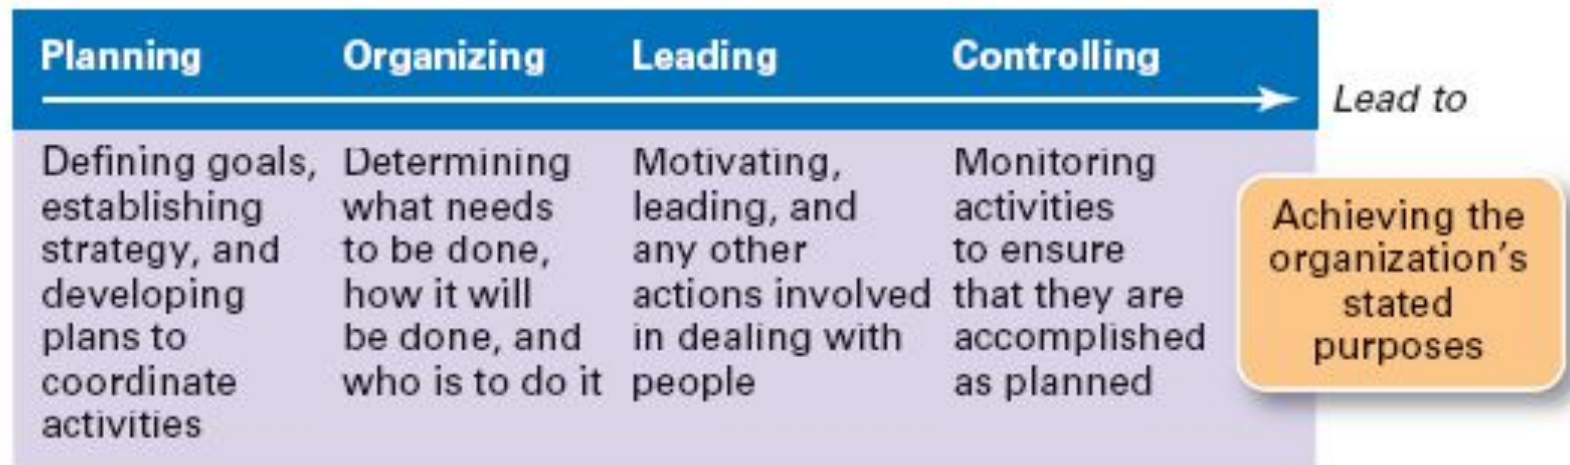 Planning
Organizing
Leading
Controlling
Lead to
Defining goals,
establishing
strategy, and
developing
plans to
coordinate
activities
Determining
what needs
to be done,
how it will
be done, and
who is to do it
Motivating,
leading, and
any other
actions involved
in dealing with
people
Monitoring
activities
to ensure
that they are
accomplished
as planned
Achieving the
organization's
stated
purposes